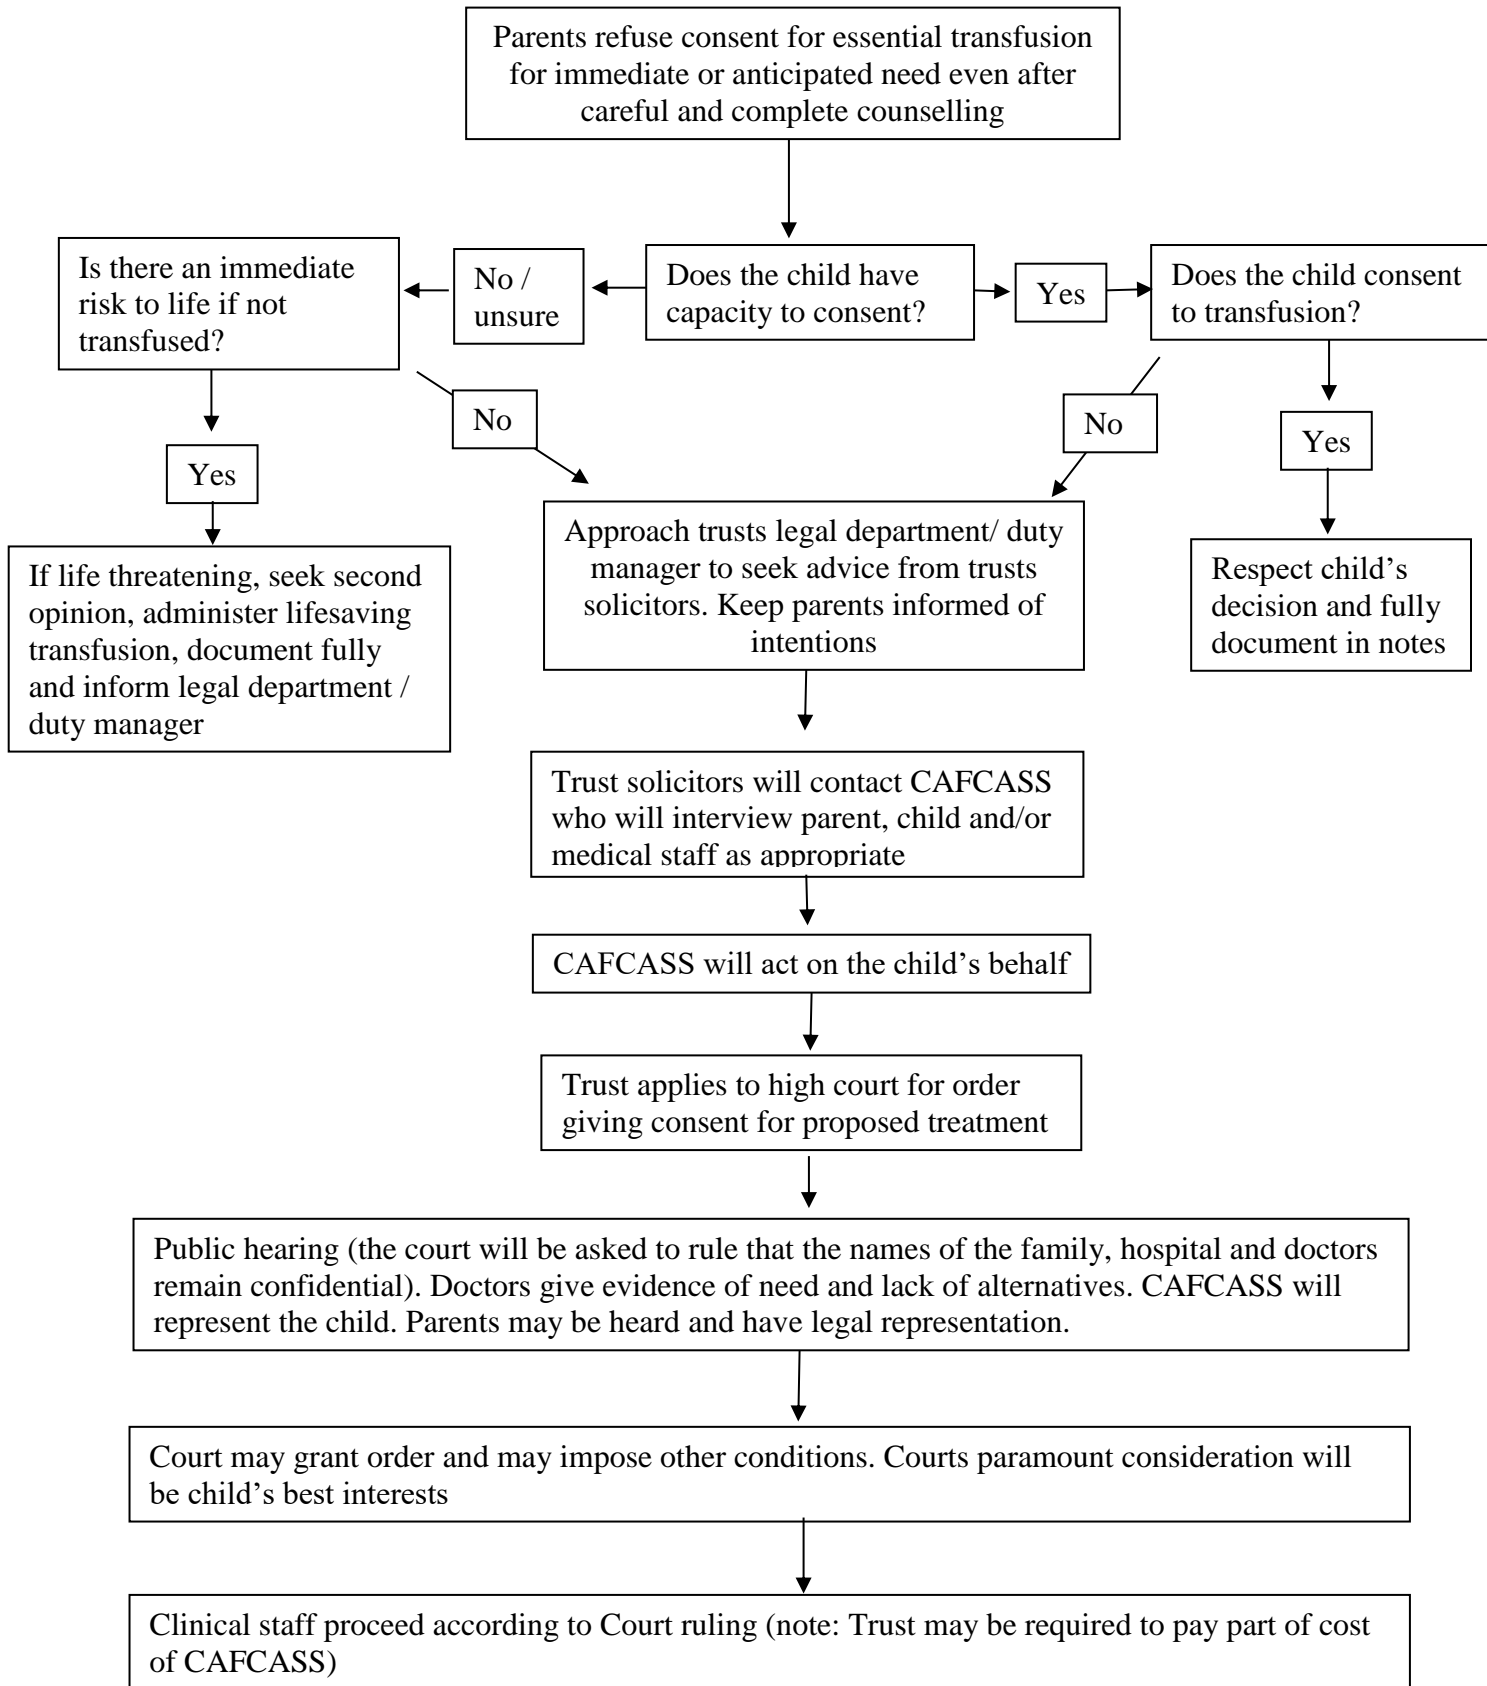 Parents refuse consent for essential transfusion
for immediate or anticipated need even after
careful and complete counselling
Is there an immediate
risk to life if not
transfused?
No /
unsure
Does the child have
capacity to consent?
Yes
Does the child consent
to transfusion?
No
No
Yes
Yes
If life threatening, seek second
opinion, administer lifesaving
transfusion, document fully
and inform legal department /
duty manager
Approach trusts legal department/ duty
manager to seek advice from trusts
solicitors. Keep parents informed of
intentions
Respect child’s
decision and fully
document in notes
Trust solicitors will contact CAFCASS
who will interview parent, child and/or
medical staff as appropriate
CAFCASS will act on the child’s behalf
Trust applies to high court for order
giving consent for proposed treatment
Public hearing (the court will be asked to rule that the names of the family, hospital and doctors
remain confidential). Doctors give evidence of need and lack of alternatives. CAFCASS will
represent the child. Parents may be heard and have legal representation.
Court may grant order and may impose other conditions. Courts paramount consideration will
be child’s best interests
Clinical staff proceed according to Court ruling (note: Trust may be required to pay part of cost
of CAFCASS)